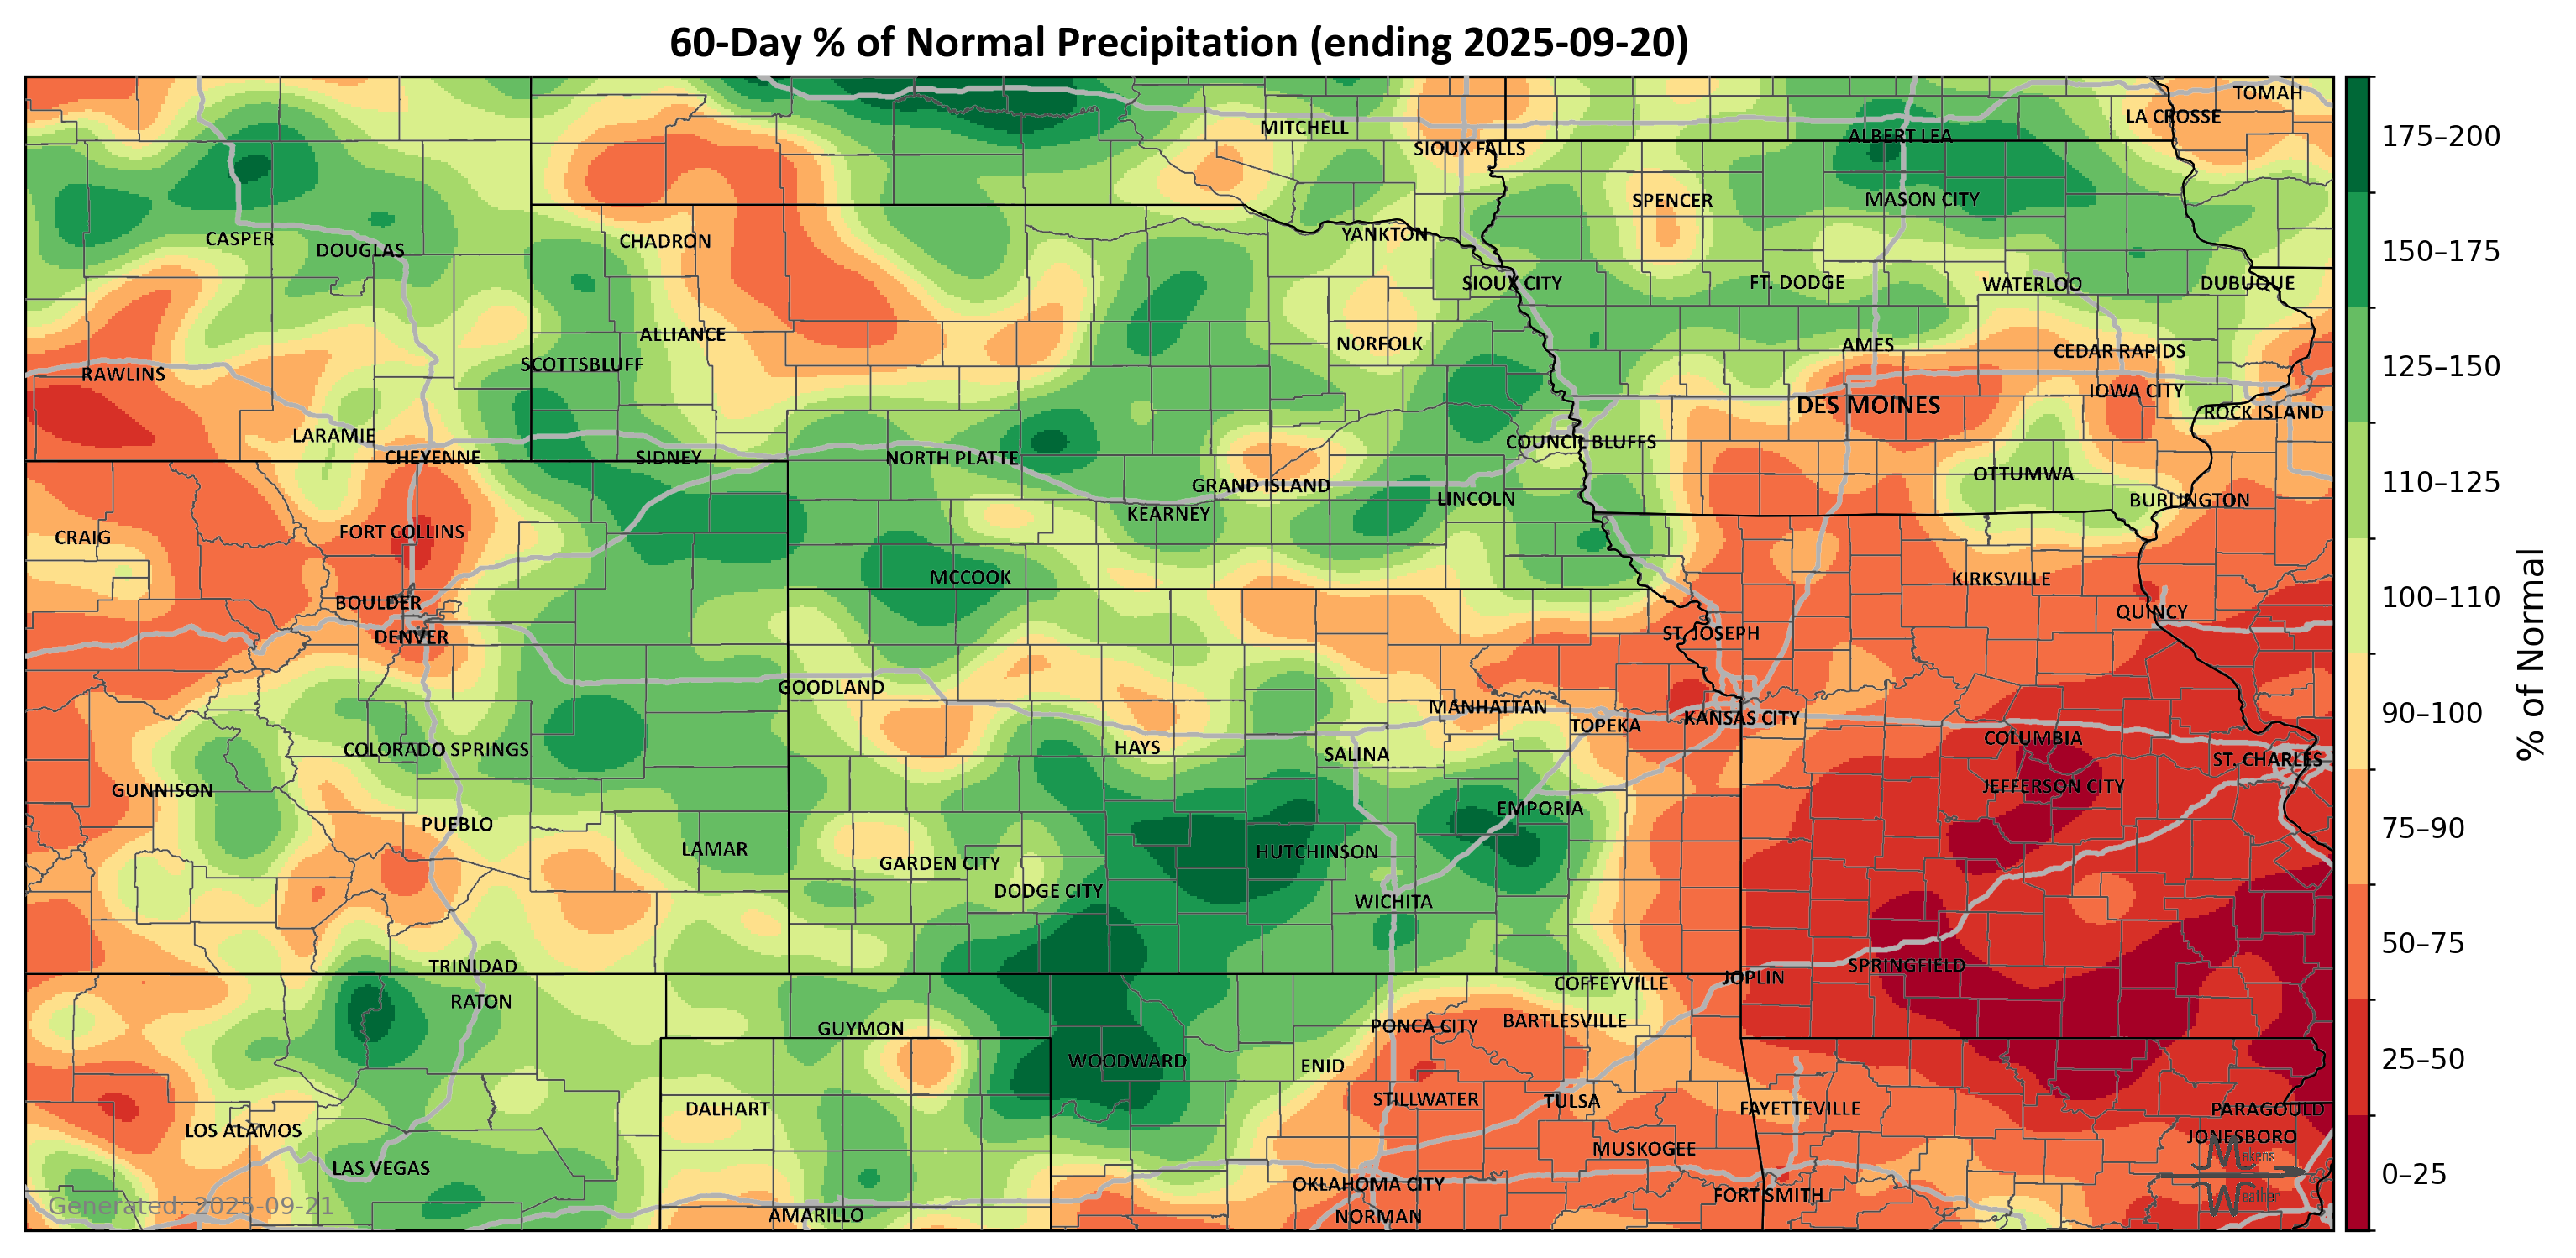 60-Day % of Normal Precipitation (ending 2025-09-20)
TOMAH
LA CROSSE
MITCHELL
ALBERT LEA
SIOUX FALLS
SPENCER
MASON CITY
YANKTON
CASPER
CHADRON
DOUGLAS
SIOUX CITY
FT. DODGE
WATERLOO
DUBUQUE
ALLIANCE
NORFOLK
AMES
CEDAR RAPIDS
SCOTTSBLUFF
RAWLINS
IOWA CITY
DES MOINES
ROCK ISLAND
LARAMIE
COUNCIL BLUFFS
CHEYENNE
SIDNEY
NORTH PLATTE
OTTUMWA
GRAND ISLAND
LINCOLN
BURLINGTON
KEARNEY
FORT COLLINS
CRAIG
MCCOOK
KIRKSVILLE
BOULDER
QUINCY
DENVER
ST. JOSEPH
GOODLAND
MANHATTAN
KANSAS CITY
TOPEKA
COLUMBIA
HAYS
COLORADO SPRINGS
SALINA
ST. CHARLES
GUNNISON
JEFFERSON CITY
EMPORIA
PUEBLO
LAMAR
HUTCHINSON
GARDEN CITY
DODGE CITY
WICHITA
TRINIDAD
SPRINGFIELD
JOPLIN
COFFEYVILLE
RATON
BARTLESVILLE
PONCA CITY
GUYMON
WOODWARD
ENID
STILLWATER
TULSA
DALHART
FAYETTEVILLE
PARAGOULD
LOS ALAMOS
JONESBORO
MUSKOGEE
LAS VEGAS
OKLAHOMA CITY
FORT SMITH
AMARILLO
NORMAN
Generated: 2025-09-21
Makens
Weather
175–200
150–175
125–150
110–125
100–110
90–100
75–90
50–75
25–50
0–25
% of Normal